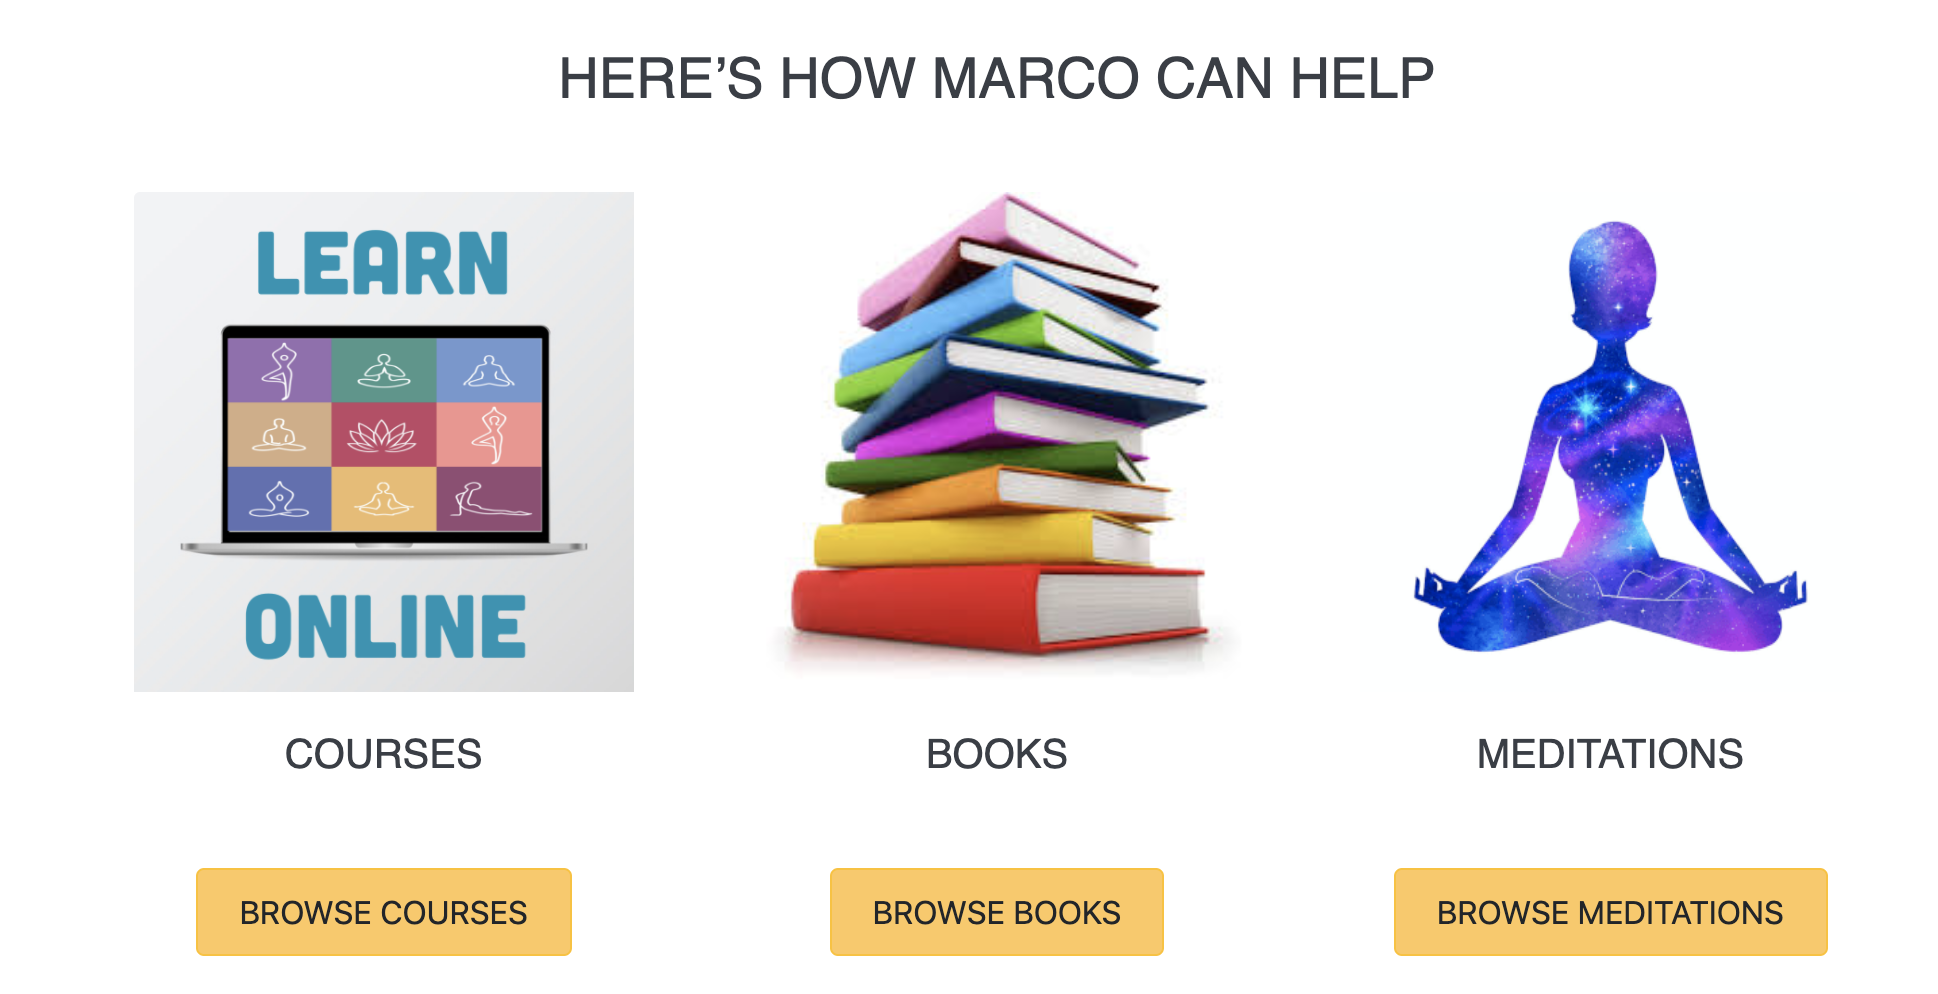 HERE’S HOW MARCO CAN HELP
LEARN
ONLINE
COURSES
BOOKS
MEDITATIONS
BROWSE COURSES
BROWSE BOOKS
BROWSE MEDITATIONS